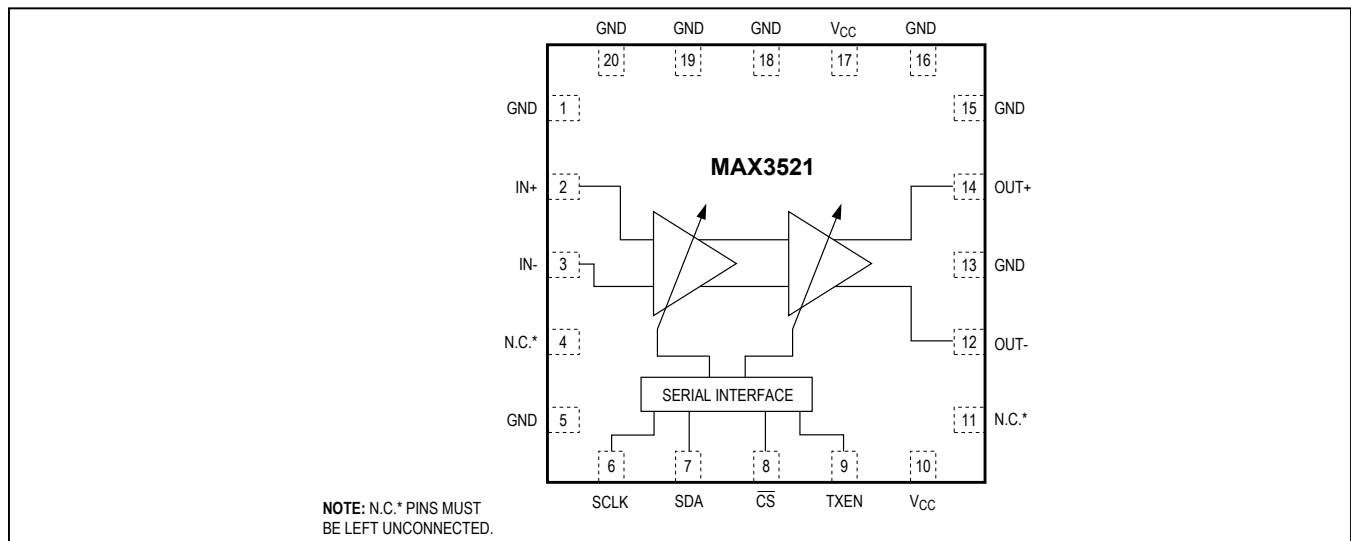 GND GND GND VCC GND
20 19 18 17 16
GND 1 15 GND
MAX3521
IN+ 2 14 OUT+
IN- 3 13 GND
N.C.* 4 12 OUT-
SERIAL INTERFACE
GND 5 11 N.C.*
6 7 8 9 10
SCLK SDA C̅S̅ TXEN VCC
NOTE: N.C.* PINS MUST
BE LEFT UNCONNECTED.